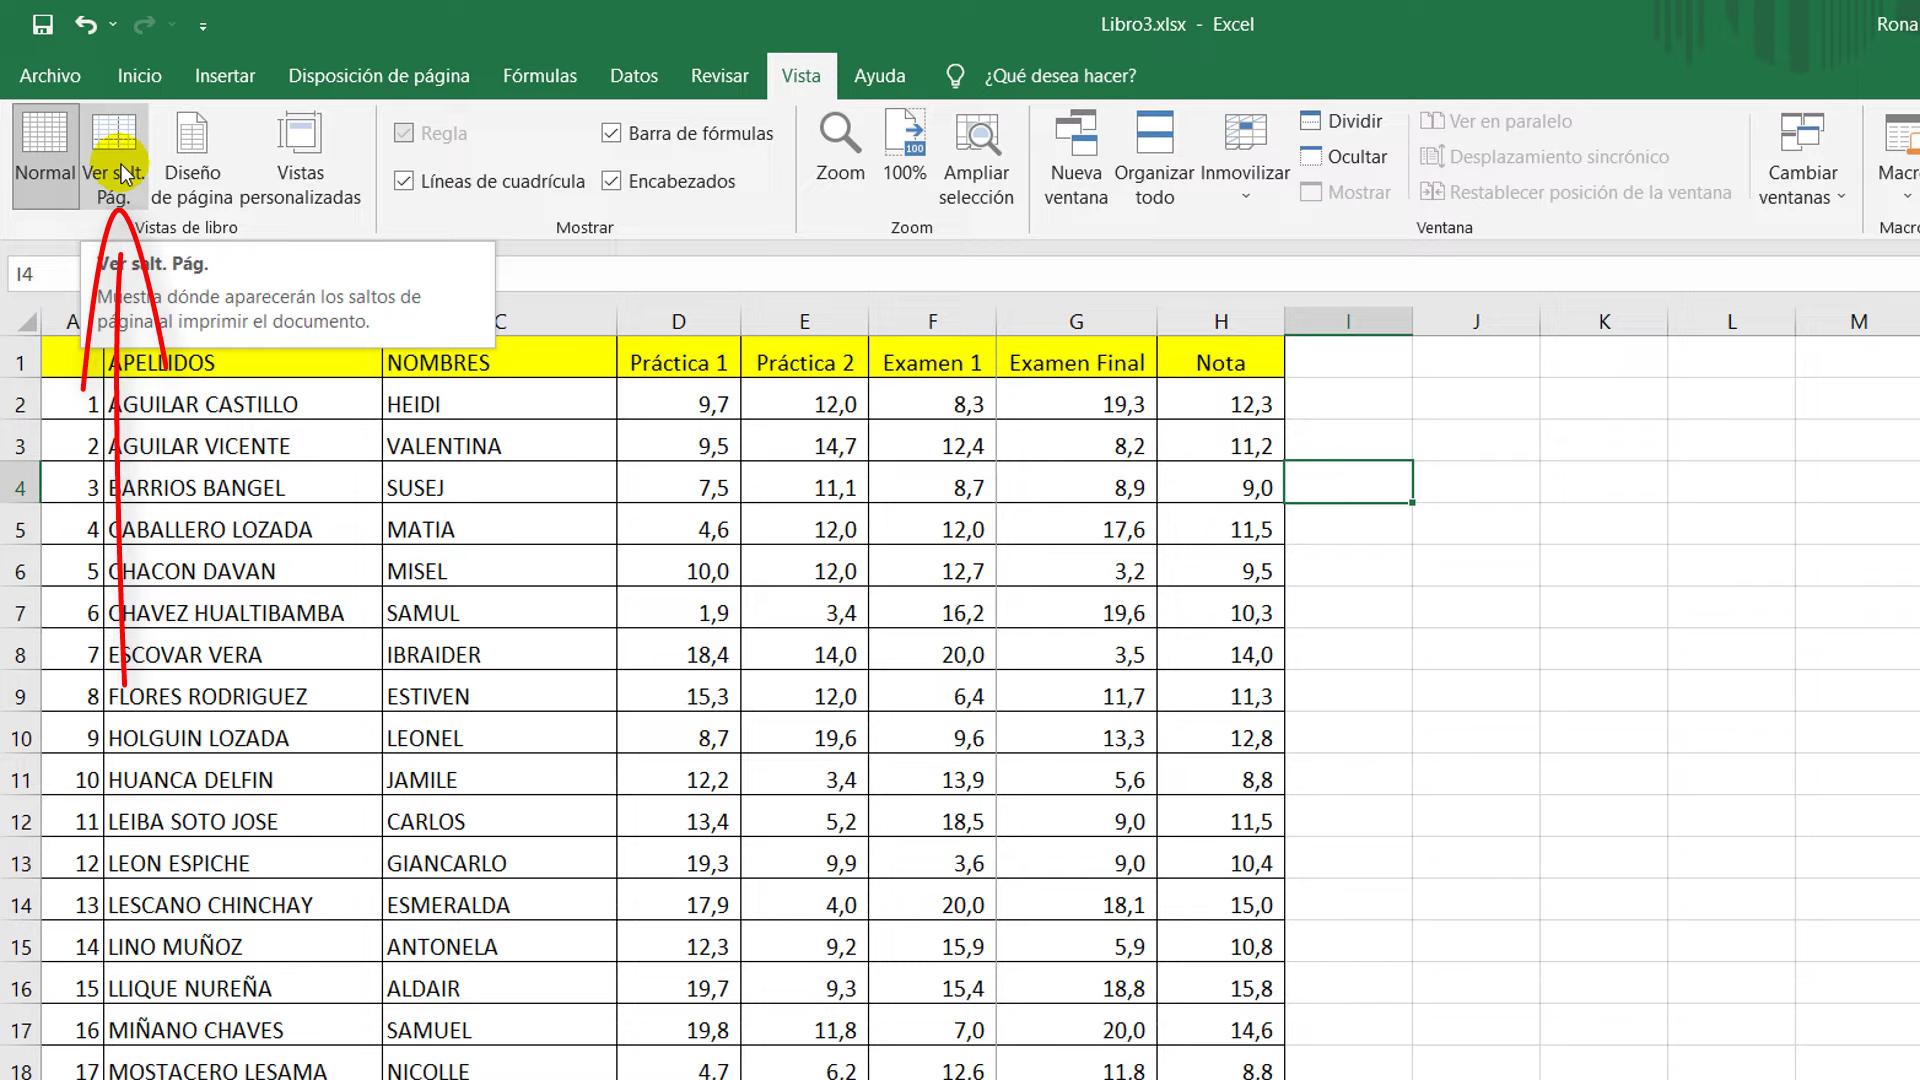 Libro3.xlsx - Excel
Rona
Archivo Inicio Insertar Disposición de página Fórmulas Datos Revisar Vista Ayuda ¿Qué desea hacer?
Normal
Ver salt. Pág.
Diseño de página
Vistas personalizadas
Vistas de libro
Regla
Barra de fórmulas
Líneas de cuadrícula
Encabezados
Mostrar
Zoom
100
100%
Ampliar selección
Zoom
Nueva ventana
Organizar todo
Inmovilizar
Dividir
Ocultar
Mostrar
Ver en paralelo
Desplazamiento sincrónico
Restablecer posición de la ventana
Cambiar ventanas
Ventana
Macro
Macro
I4
Ver salt. Pág.
Muestra dónde aparecerán los saltos de
página al imprimir el documento.
A C D E F G H I J K L M
1 APELLIDOS NOMBRES Práctica 1 Práctica 2 Examen 1 Examen Final Nota
2 1 AGUILAR CASTILLO HEIDI 9,7 12,0 8,3 19,3 12,3
3 2 AGUILAR VICENTE VALENTINA 9,5 14,7 12,4 8,2 11,2
4 3 BARRIOS BANGEL SUSEJ 7,5 11,1 8,7 8,9 9,0
5 4 CABALLERO LOZADA MATIA 4,6 12,0 12,0 17,6 11,5
6 5 CHACON DAVAN MISEL 10,0 12,0 12,7 3,2 9,5
7 6 CHAVEZ HUALTIBAMBA SAMUL 1,9 3,4 16,2 19,6 10,3
8 7 ESCOVAR VERA IBRAIDER 18,4 14,0 20,0 3,5 14,0
9 8 FLORES RODRIGUEZ ESTIVEN 15,3 12,0 6,4 11,7 11,3
10 9 HOLGUIN LOZADA LEONEL 8,7 19,6 9,6 13,3 12,8
11 10 HUANCA DELFIN JAMILE 12,2 3,4 13,9 5,6 8,8
12 11 LEIBA SOTO JOSE CARLOS 13,4 5,2 18,5 9,0 11,5
13 12 LEON ESPICHE GIANCARLO 19,3 9,9 3,6 9,0 10,4
14 13 LESCANO CHINCHAY ESMERALDA 17,9 4,0 20,0 18,1 15,0
15 14 LINO MUÑOZ ANTONELA 12,3 9,2 15,9 5,9 10,8
16 15 LLIQUE NUREÑA ALDAIR 19,7 9,3 15,4 18,8 15,8
17 16 MIÑANO CHAVES SAMUEL 19,8 11,8 7,0 20,0 14,6
18 17 MOSTACERO LESAMA NICOLLE 4,7 6,2 12,6 11,8 8,8